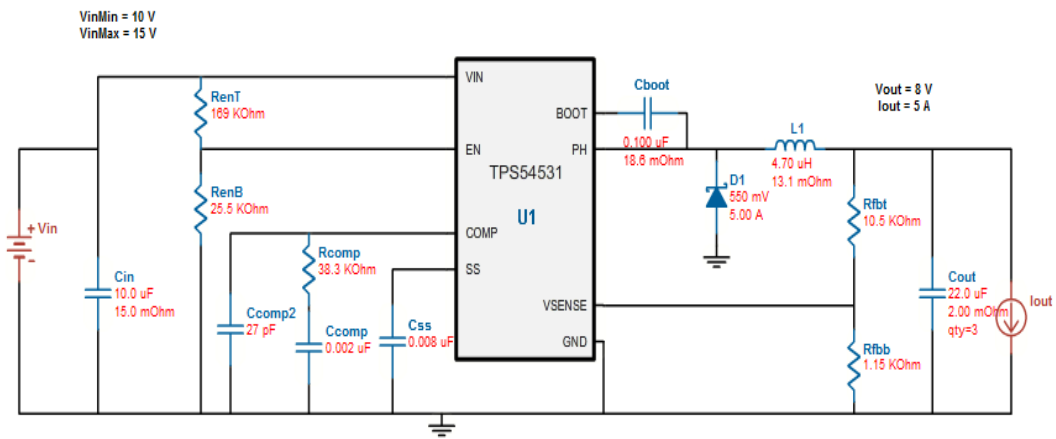 VinMin = 10 V
VinMax = 15 V
Vout = 8 V
Iout = 5 A
RenT
169 KOhm
RenB
25.5 KOhm
+ Vin
-
Cin
10.0 uF
15.0 mOhm
Ccomp2
27 pF
Rcomp
38.3 KOhm
Ccomp
0.002 uF
Css
0.008 uF
VIN
EN
COMP
SS
BOOT
PH
VSENSE
GND
TPS54531
U1
Cboot
0.100 uF
18.6 mOhm
D1
550 mV
5.00 A
L1
4.70 uH
13.1 mOhm
Rfbt
10.5 KOhm
Rfbb
1.15 KOhm
Cout
22.0 uF
2.00 mOhm
qty=3
Iout